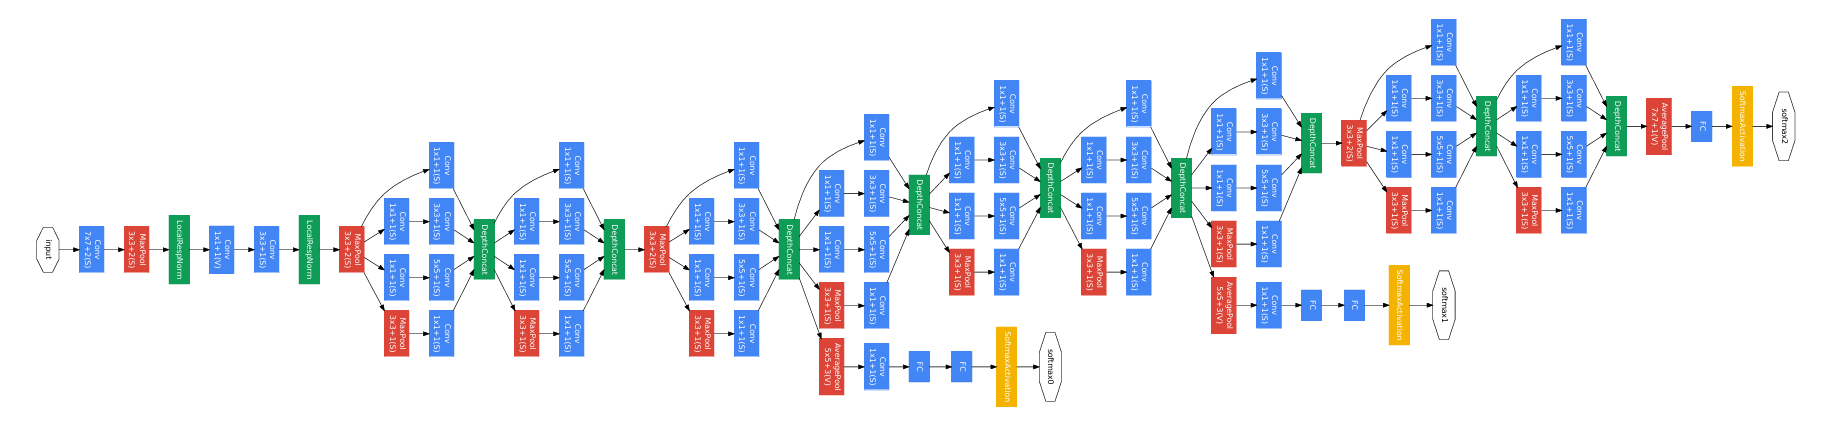 input
Conv
7x7+2(S)
MaxPool
3x3+2(S)
LocalRespNorm
Conv
1x1+1(V)
Conv
3x3+1(S)
LocalRespNorm
MaxPool
3x3+2(S)
Conv
1x1+1(S)
Conv
1x1+1(S)
Conv
3x3+1(S)
Conv
1x1+1(S)
Conv
5x5+1(S)
MaxPool
3x3+1(S)
Conv
1x1+1(S)
DepthConcat
Conv
1x1+1(S)
Conv
1x1+1(S)
Conv
3x3+1(S)
Conv
1x1+1(S)
Conv
5x5+1(S)
MaxPool
3x3+1(S)
Conv
1x1+1(S)
DepthConcat
MaxPool
3x3+2(S)
Conv
1x1+1(S)
Conv
1x1+1(S)
Conv
3x3+1(S)
Conv
1x1+1(S)
Conv
5x5+1(S)
MaxPool
3x3+1(S)
Conv
1x1+1(S)
DepthConcat
Conv
1x1+1(S)
Conv
1x1+1(S)
Conv
3x3+1(S)
Conv
1x1+1(S)
Conv
5x5+1(S)
MaxPool
3x3+1(S)
Conv
1x1+1(S)
DepthConcat
AveragePool
5x5+3(V)
Conv
1x1+1(S)
FC
FC
SoftmaxActivation
softmax0
Conv
1x1+1(S)
Conv
1x1+1(S)
Conv
3x3+1(S)
Conv
1x1+1(S)
Conv
5x5+1(S)
MaxPool
3x3+1(S)
Conv
1x1+1(S)
DepthConcat
Conv
1x1+1(S)
Conv
1x1+1(S)
Conv
3x3+1(S)
Conv
1x1+1(S)
Conv
5x5+1(S)
MaxPool
3x3+1(S)
Conv
1x1+1(S)
DepthConcat
Conv
1x1+1(S)
Conv
1x1+1(S)
Conv
3x3+1(S)
Conv
1x1+1(S)
Conv
5x5+1(S)
MaxPool
3x3+1(S)
Conv
1x1+1(S)
DepthConcat
AveragePool
5x5+3(V)
Conv
1x1+1(S)
FC
FC
SoftmaxActivation
softmax1
MaxPool
3x3+2(S)
Conv
1x1+1(S)
Conv
1x1+1(S)
Conv
3x3+1(S)
Conv
1x1+1(S)
Conv
5x5+1(S)
MaxPool
3x3+1(S)
Conv
1x1+1(S)
DepthConcat
Conv
1x1+1(S)
Conv
1x1+1(S)
Conv
3x3+1(S)
Conv
1x1+1(S)
Conv
5x5+1(S)
MaxPool
3x3+1(S)
Conv
1x1+1(S)
DepthConcat
AveragePool
7x7+1(V)
FC
SoftmaxActivation
softmax2